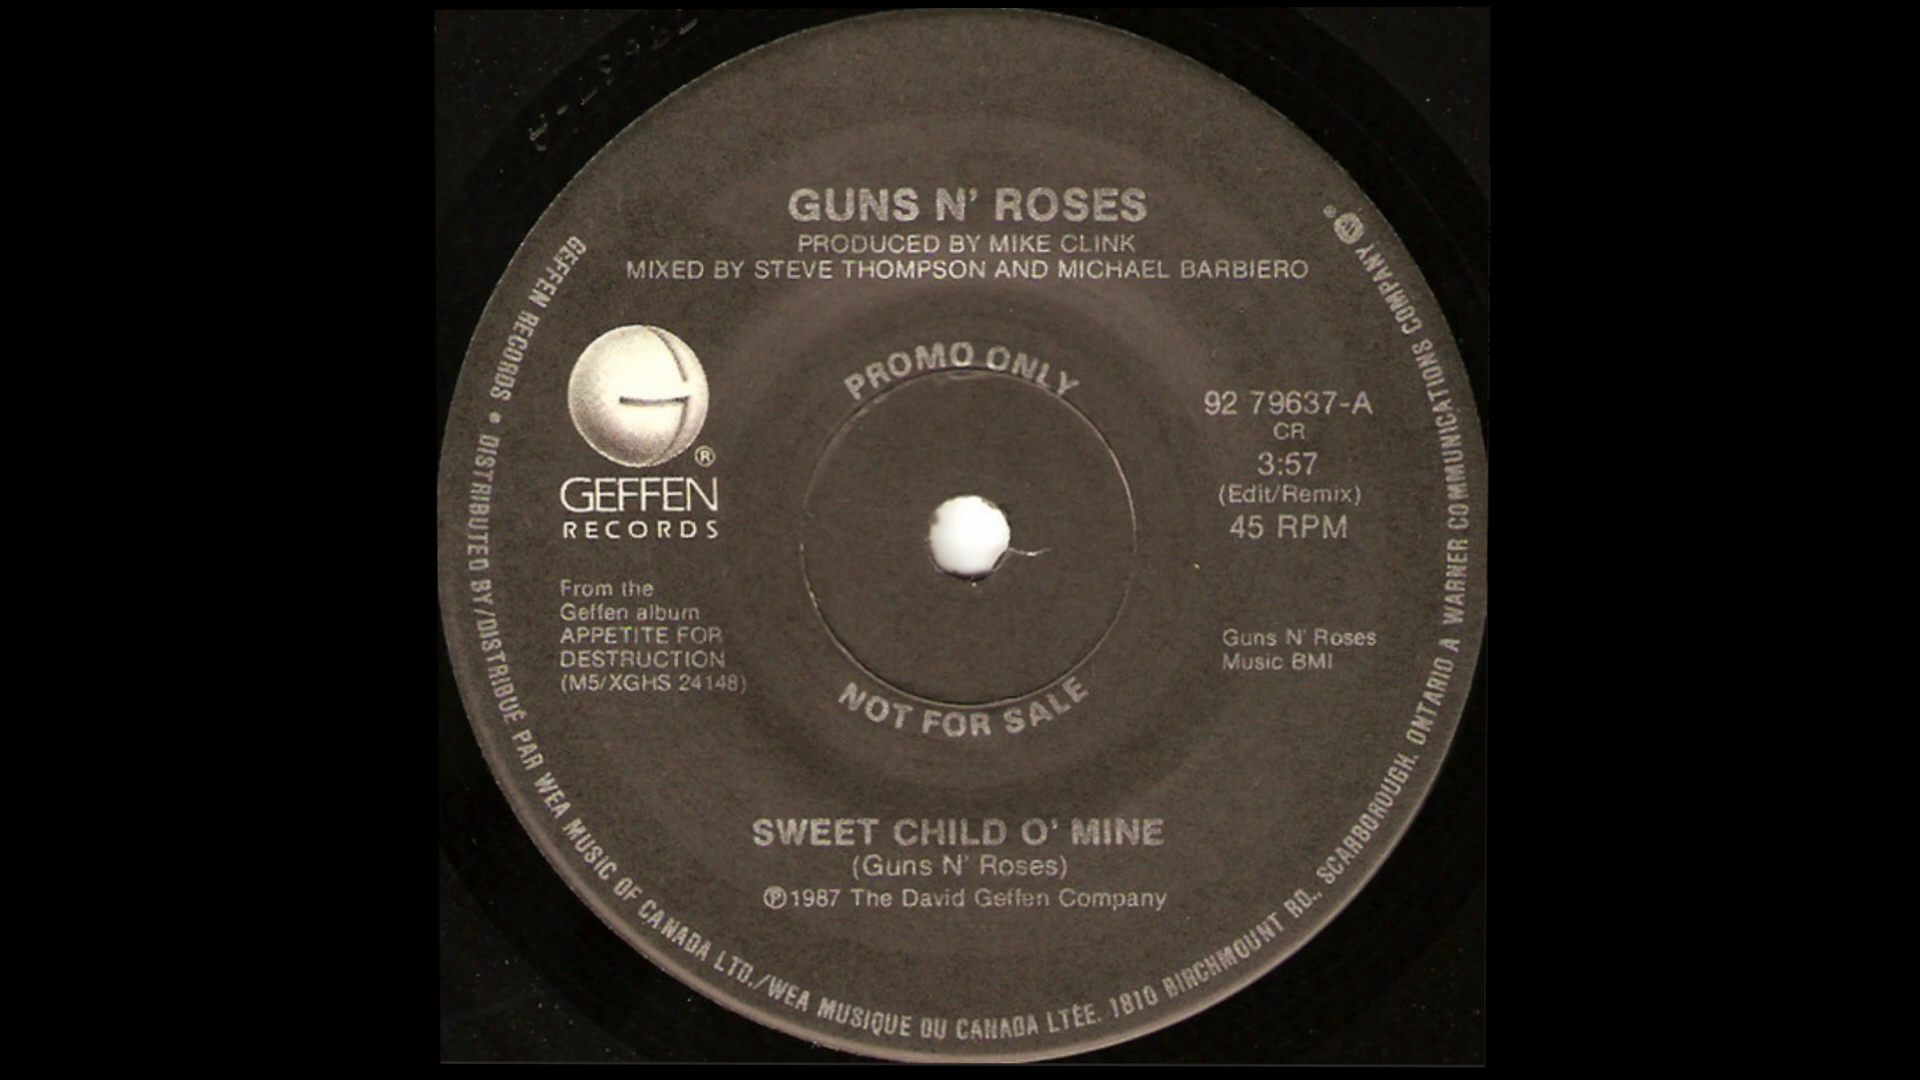 GUNS N' ROSES
PRODUCED BY MIKE CLINK
MIXED BY STEVE THOMPSON AND MICHAEL BARBIERO
PROMO ONLY
GEFFEN
RECORDS
®
92 79637-A
CR
3:57
(Edit/Remix)
45 RPM
From the
Geffen album
APPETITE FOR
DESTRUCTION
(M5/XGHS 24148)
Guns N' Roses
Music BMI
NOT FOR SALE
SWEET CHILD O' MINE
(Guns N' Roses)
℗1987 The David Geffen Company
GEFFEN RECORDS • DISTRIBUTED BY/DISTRIBUÉ PAR WEA MUSIC OF CANADA LTD./WEA MUSIQUE DU CANADA LTÉE. 1810 BIRCHMOUNT RD., SCARBOROUGH, ONTARIO A WARNER COMMUNICATIONS COMPANY